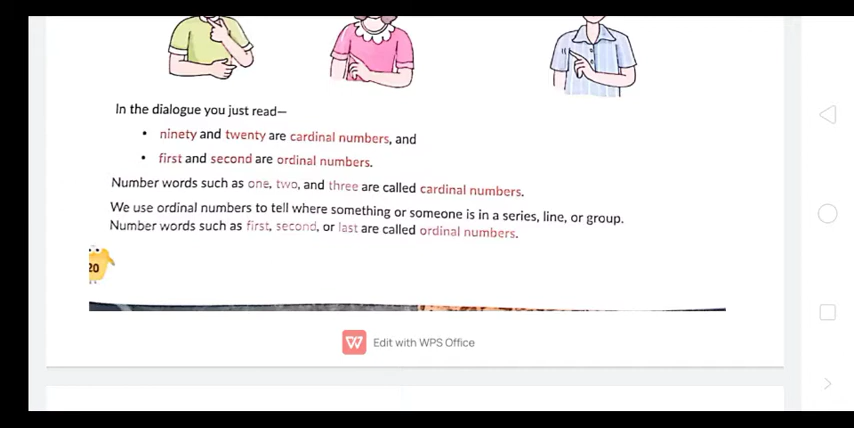 In the dialogue you just read—
• ninety and twenty are cardinal numbers, and
• first and second are ordinal numbers.
Number words such as one, two, and three are called cardinal numbers.
We use ordinal numbers to tell where something or someone is in a series, line, or group.
Number words such as first, second, or last are called ordinal numbers.
20
Edit with WPS Office